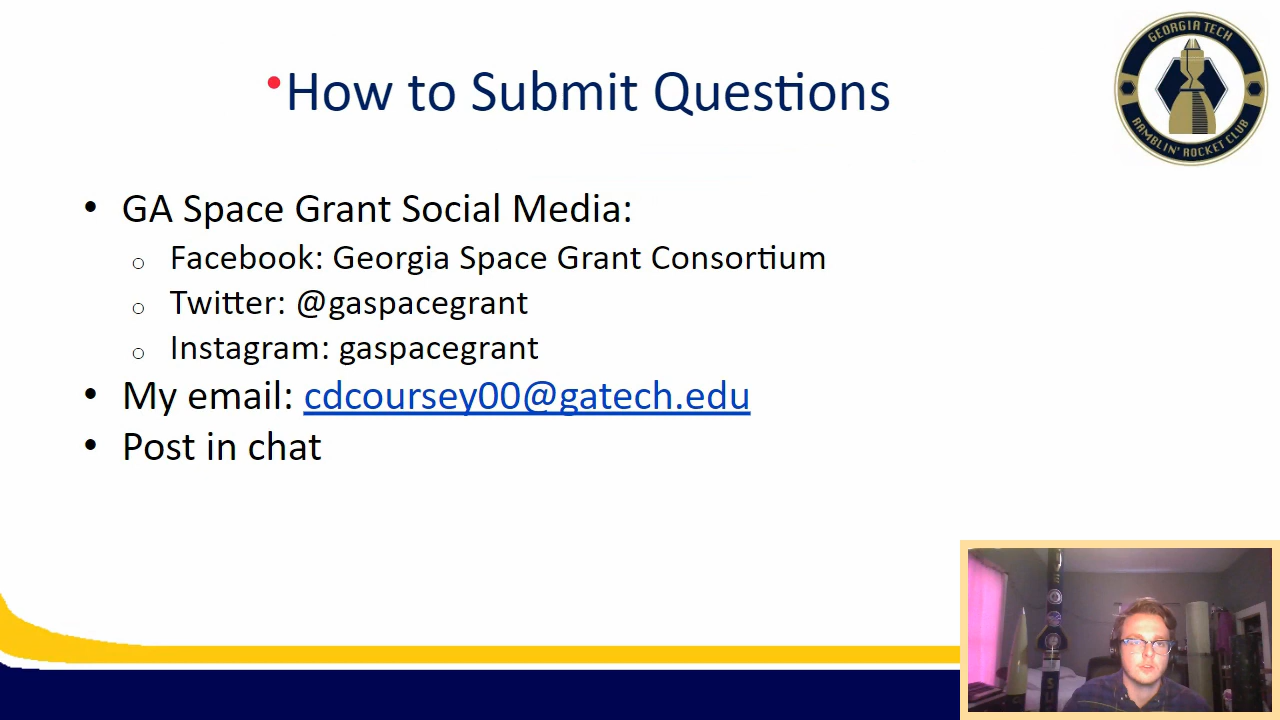 GEORGIA TECH
RAMBLIN' ROCKET CLUB
•How to Submit Questions
• GA Space Grant Social Media:
o Facebook: Georgia Space Grant Consortium
o Twitter: @gaspacegrant
o Instagram: gaspacegrant
• My email: cdcoursey00@gatech.edu
• Post in chat